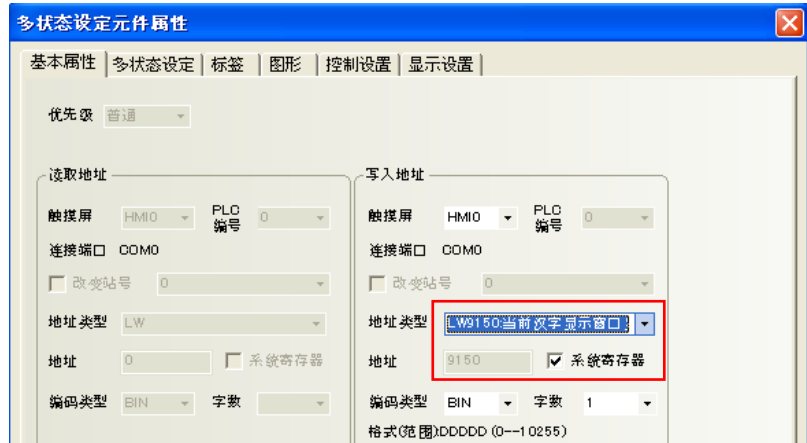 多状态设定元件属性
基本属性 多状态设定 标签 图形 控制设置 显示设置
优先级 普通
读取地址
触摸屏 HMI0 PLC编号 0
连接端口 COM0
改变站号 0
地址类型 LW
地址 0 系统寄存器
编码类型 BIN 字数
写入地址
触摸屏 HMI0 PLC编号 0
连接端口 COM0
改变站号 0
地址类型 LW9150:当前汉字显示窗口
地址 9150 系统寄存器
编码类型 BIN 字数 1
格式(范围):DDDDD (0--10255)